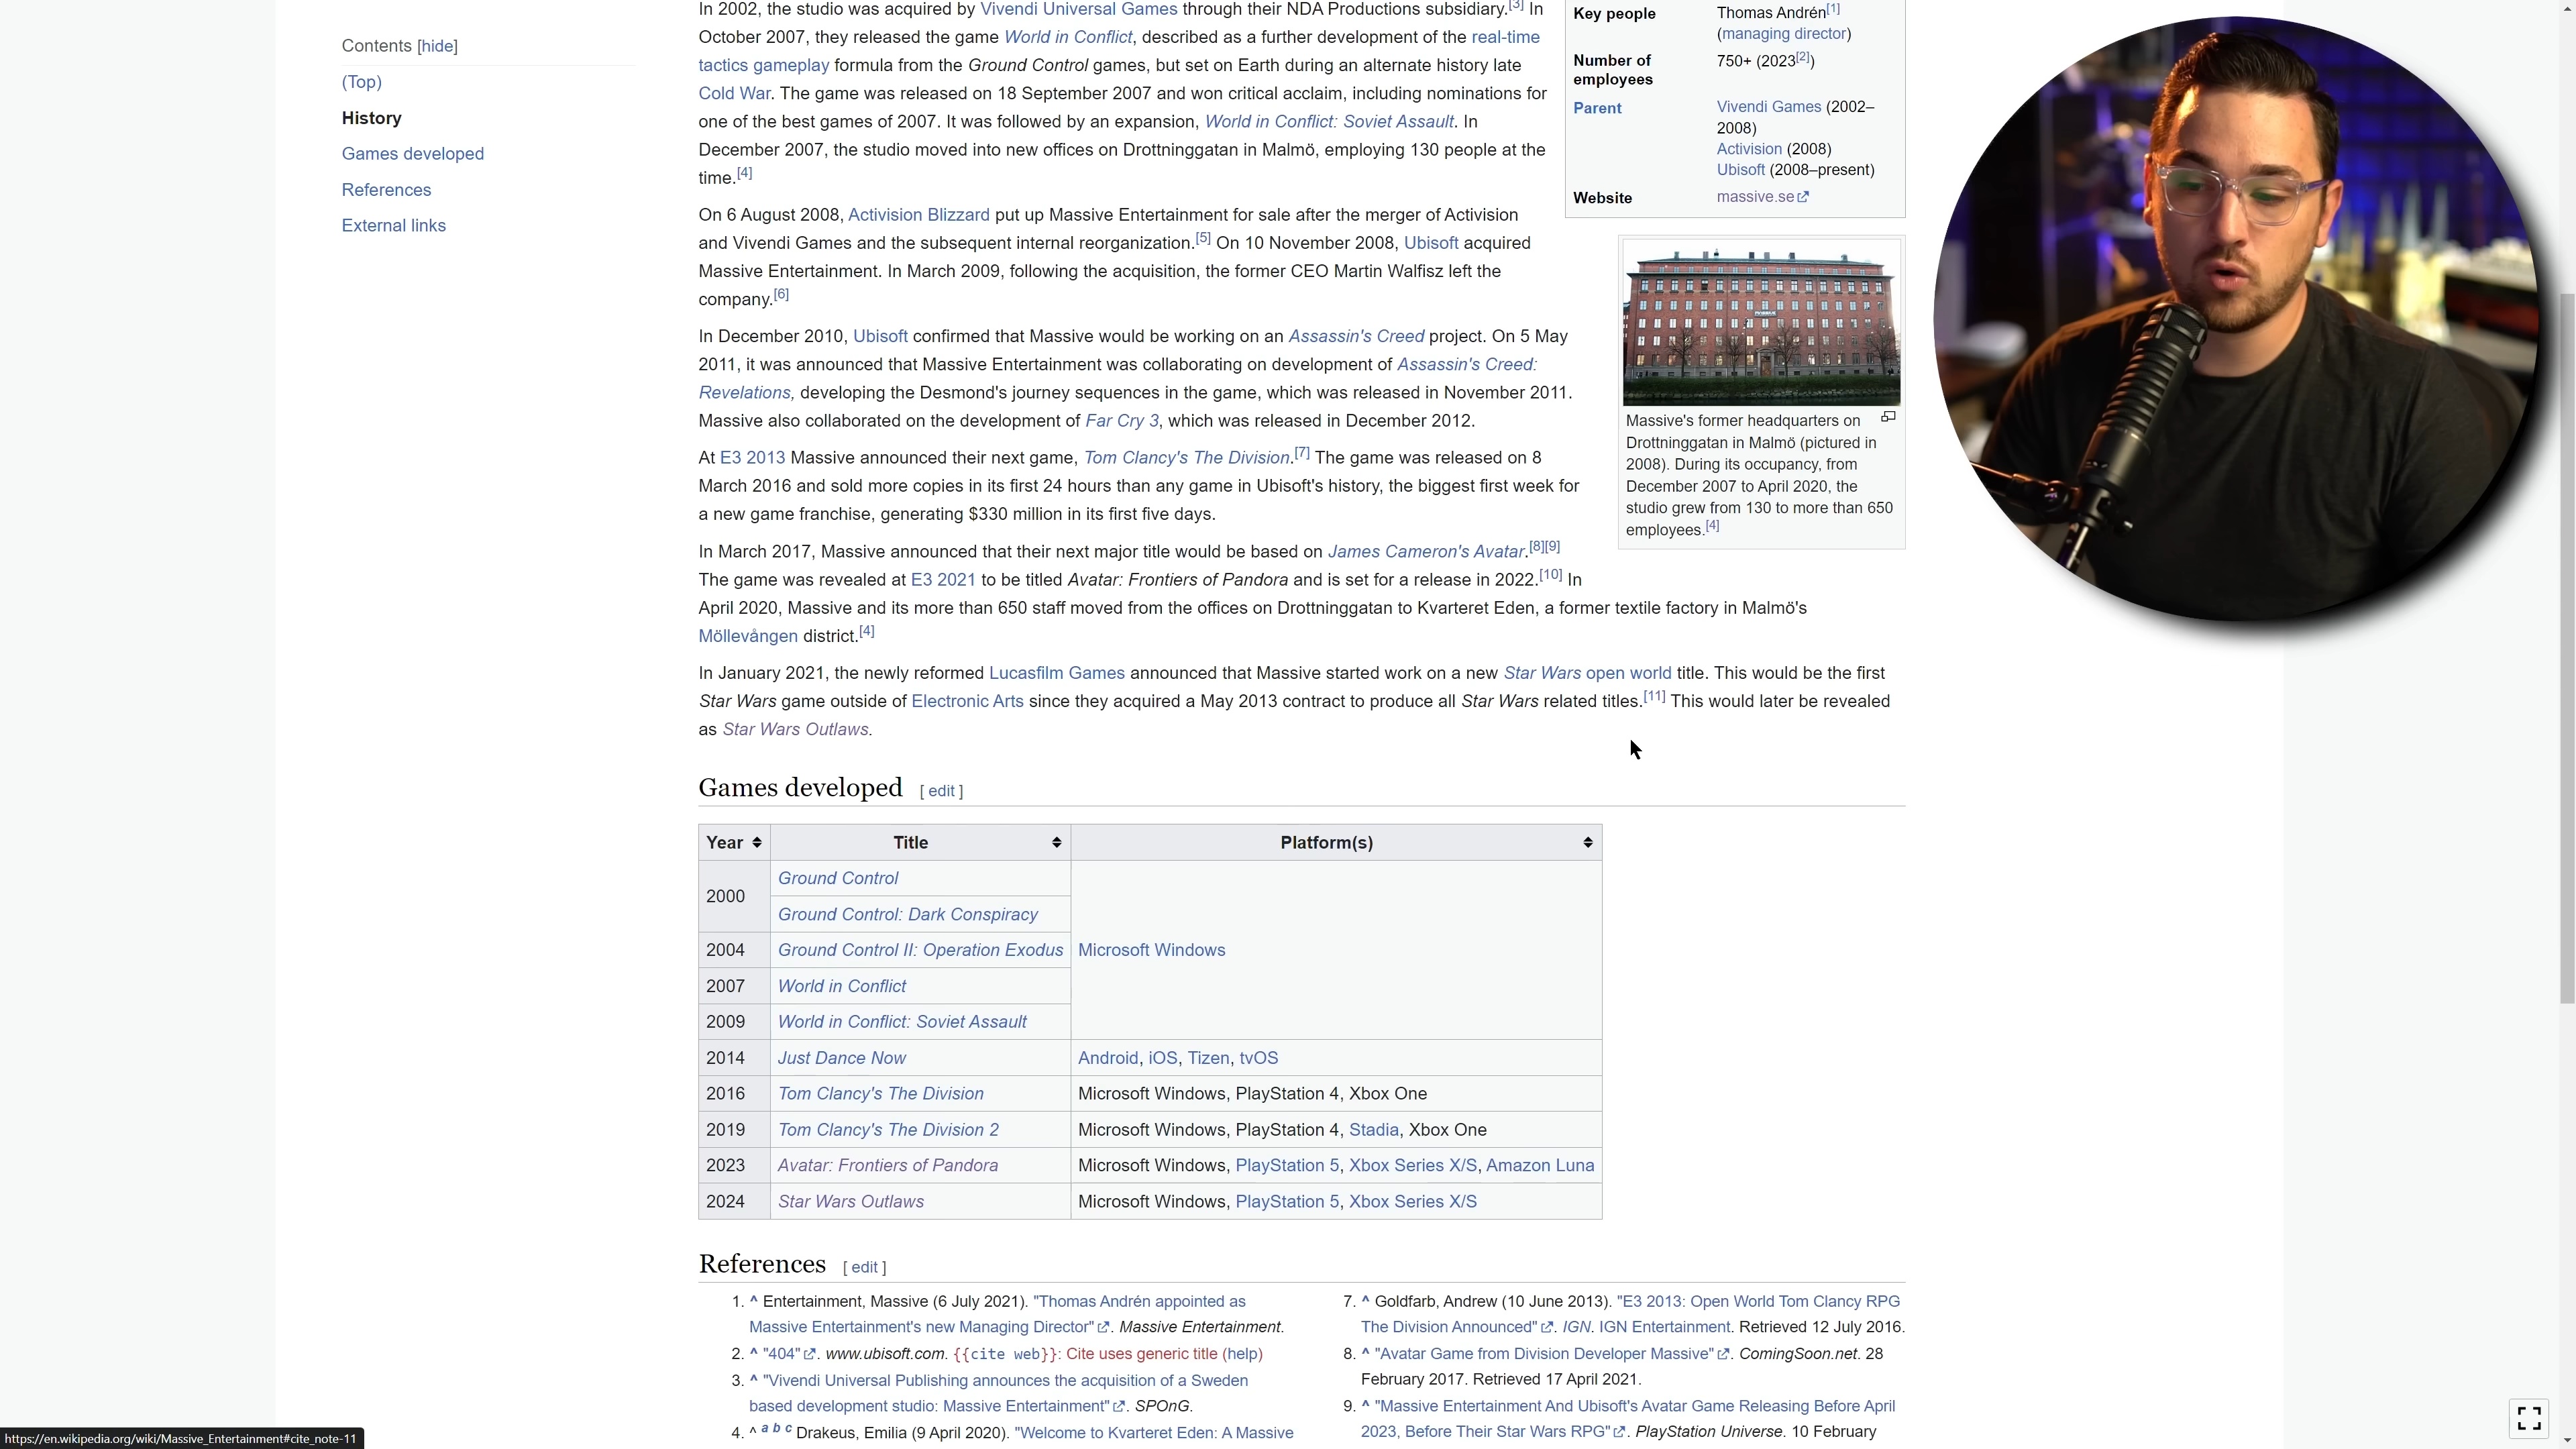 Contents [hide]
(Top)
History
Games developed
References
External links
In 2002, the studio was acquired by Vivendi Universal Games through their NDA Productions subsidiary.[3] In
October 2007, they released the game World in Conflict, described as a further development of the real-time
tactics gameplay formula from the Ground Control games, but set on Earth during an alternate history late
Cold War. The game was released on 18 September 2007 and won critical acclaim, including nominations for
one of the best games of 2007. It was followed by an expansion, World in Conflict: Soviet Assault. In
December 2007, the studio moved into new offices on Drottninggatan in Malmö, employing 130 people at the
time.[4]
On 6 August 2008, Activision Blizzard put up Massive Entertainment for sale after the merger of Activision
and Vivendi Games and the subsequent internal reorganization.[5] On 10 November 2008, Ubisoft acquired
Massive Entertainment. In March 2009, following the acquisition, the former CEO Martin Walfisz left the
company.[6]
In December 2010, Ubisoft confirmed that Massive would be working on an Assassin's Creed project. On 5 May
2011, it was announced that Massive Entertainment was collaborating on development of Assassin's Creed:
Revelations, developing the Desmond's journey sequences in the game, which was released in November 2011.
Massive also collaborated on the development of Far Cry 3, which was released in December 2012.
At E3 2013 Massive announced their next game, Tom Clancy's The Division.[7] The game was released on 8
March 2016 and sold more copies in its first 24 hours than any game in Ubisoft's history, the biggest first week for
a new game franchise, generating $330 million in its first five days.
In March 2017, Massive announced that their next major title would be based on James Cameron's Avatar.[8][9]
The game was revealed at E3 2021 to be titled Avatar: Frontiers of Pandora and is set for a release in 2022.[10] In
April 2020, Massive and its more than 650 staff moved from the offices on Drottninggatan to Kvarteret Eden, a former textile factory in Malmö's
Möllevången district.[4]
In January 2021, the newly reformed Lucasfilm Games announced that Massive started work on a new Star Wars open world title. This would be the first
Star Wars game outside of Electronic Arts since they acquired a May 2013 contract to produce all Star Wars related titles.[11] This would later be revealed
as Star Wars Outlaws.
Key people Thomas Andrén[1]
(managing director)
Number of 750+ (2023[2])
employees
Parent Vivendi Games (2002–
2008)
Activision (2008)
Ubisoft (2008–present)
Website massive.se
Massive's former headquarters on
Drottninggatan in Malmö (pictured in
2008). During its occupancy, from
December 2007 to April 2020, the
studio grew from 130 to more than 650
employees.[4]
Games developed [ edit ]
Year Title Platform(s)
2000 Ground Control
Ground Control: Dark Conspiracy
2004 Ground Control II: Operation Exodus Microsoft Windows
2007 World in Conflict
2009 World in Conflict: Soviet Assault
2014 Just Dance Now Android, iOS, Tizen, tvOS
2016 Tom Clancy's The Division Microsoft Windows, PlayStation 4, Xbox One
2019 Tom Clancy's The Division 2 Microsoft Windows, PlayStation 4, Stadia, Xbox One
2023 Avatar: Frontiers of Pandora Microsoft Windows, PlayStation 5, Xbox Series X/S, Amazon Luna
2024 Star Wars Outlaws Microsoft Windows, PlayStation 5, Xbox Series X/S
References [ edit ]
1. ^ Entertainment, Massive (6 July 2021). "Thomas Andrén appointed as
Massive Entertainment's new Managing Director". Massive Entertainment.
2. ^ "404". www.ubisoft.com. {{cite web}}: Cite uses generic title (help)
3. ^ "Vivendi Universal Publishing announces the acquisition of a Sweden
based development studio: Massive Entertainment". SPOnG.
4. ^ a b c Drakeus, Emilia (9 April 2020). "Welcome to Kvarteret Eden: A Massive
7. ^ Goldfarb, Andrew (10 June 2013). "E3 2013: Open World Tom Clancy RPG
The Division Announced". IGN. IGN Entertainment. Retrieved 12 July 2016.
8. ^ "Avatar Game from Division Developer Massive". ComingSoon.net. 28
February 2017. Retrieved 17 April 2021.
9. ^ "Massive Entertainment And Ubisoft's Avatar Game Releasing Before April
2023, Before Their Star Wars RPG". PlayStation Universe. 10 February
https://en.wikipedia.org/wiki/Massive_Entertainment#cite_note-11